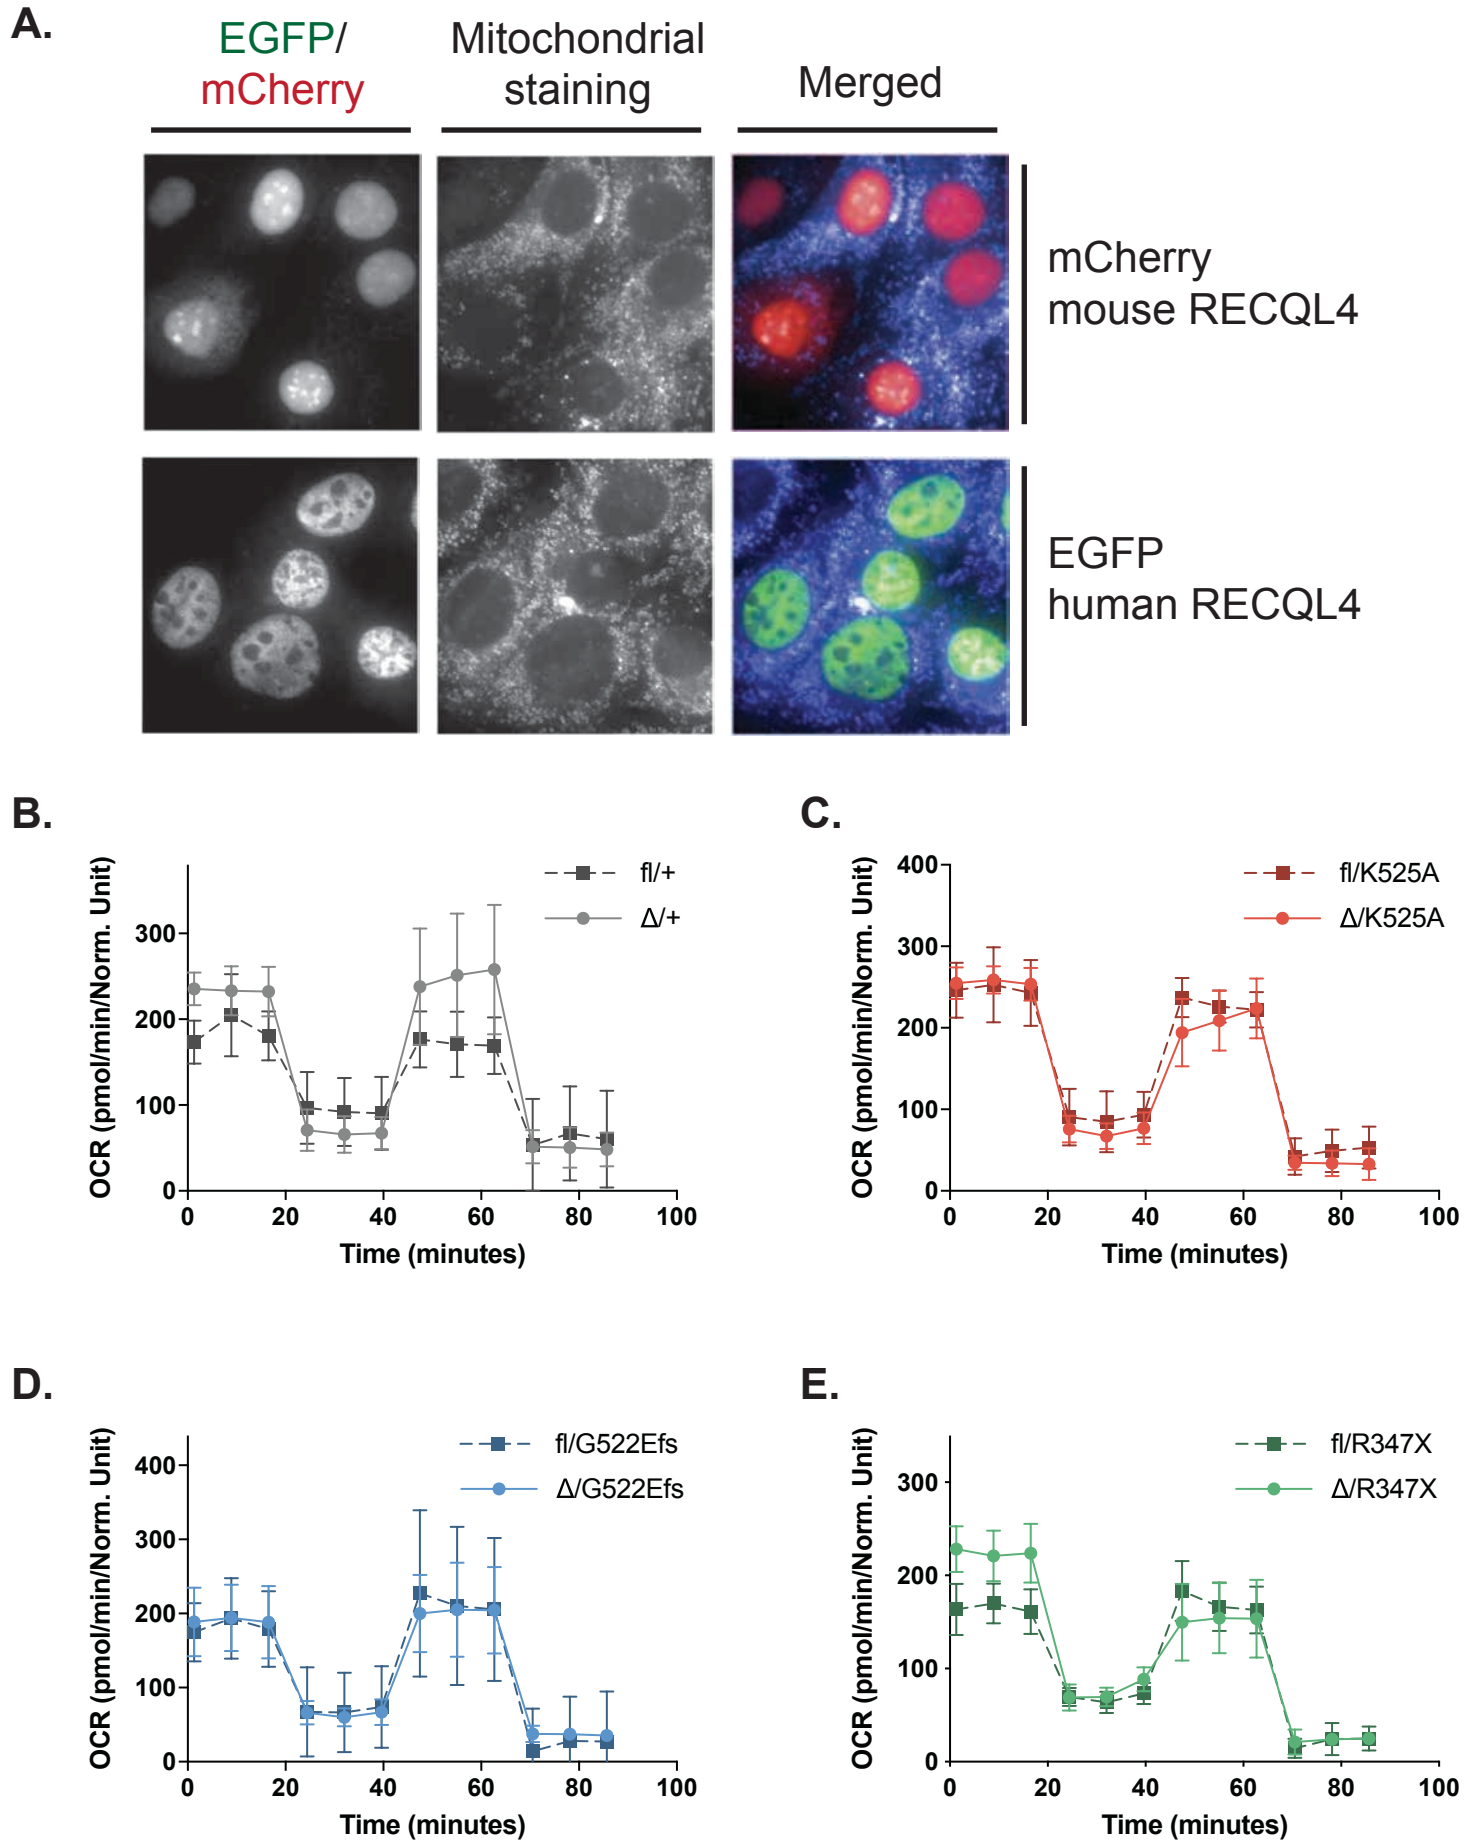 A.
EGFP/
mCherry
Mitochondrial
staining
Merged
mCherry
mouse RECQL4
EGFP
human RECQL4
B.
OCR (pmol/min/Norm. Unit)
300
200
100
0
0 20 40 60 80 100
Time (minutes)
fl/+
Δ/+
C.
OCR (pmol/min/Norm. Unit)
400
300
200
100
0
0 20 40 60 80 100
Time (minutes)
fl/K525A
Δ/K525A
D.
OCR (pmol/min/Norm. Unit)
400
300
200
100
0
0 20 40 60 80 100
Time (minutes)
fl/G522Efs
Δ/G522Efs
E.
OCR (pmol/min/Norm. Unit)
300
200
100
0
0 20 40 60 80 100
Time (minutes)
fl/R347X
Δ/R347X